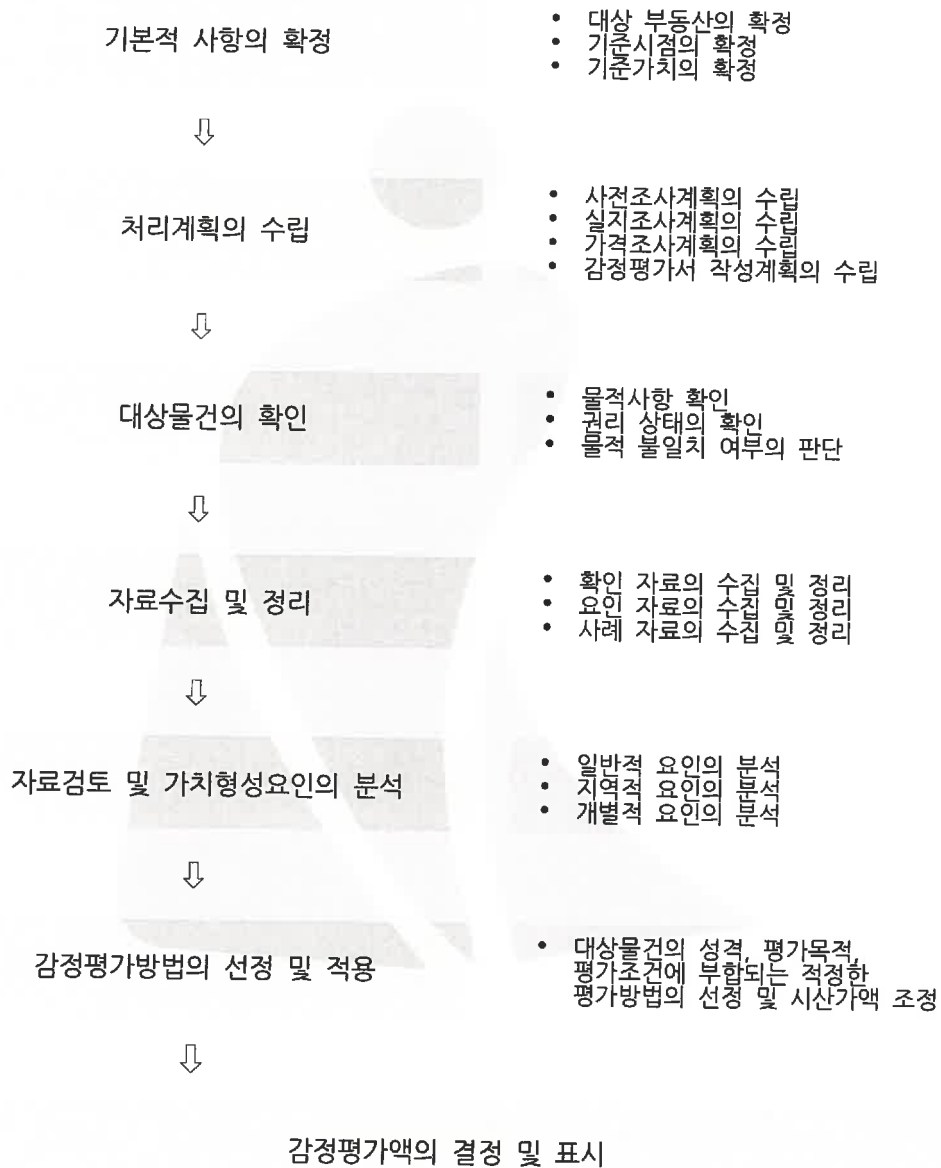 기본적 사항의 확정
• 대상 부동산의 확정
• 기준시점의 확정
• 기준가치의 확정
⇩
처리계획의 수립
• 사전조사계획의 수립
• 실지조사계획의 수립
• 가격조사계획의 수립
• 감정평가서 작성계획의 수립
⇩
대상물건의 확인
• 물적사항 확인
• 권리 상태의 확인
• 물적 불일치 여부의 판단
⇩
자료수집 및 정리
• 확인 자료의 수집 및 정리
• 요인 자료의 수집 및 정리
• 사례 자료의 수집 및 정리
⇩
자료검토 및 가치형성요인의 분석
• 일반적 요인의 분석
• 지역적 요인의 분석
• 개별적 요인의 분석
⇩
감정평가방법의 선정 및 적용
• 대상물건의 성격, 평가목적,
평가조건에 부합되는 적정한
평가방법의 선정 및 시산가액 조정
⇩
감정평가액의 결정 및 표시